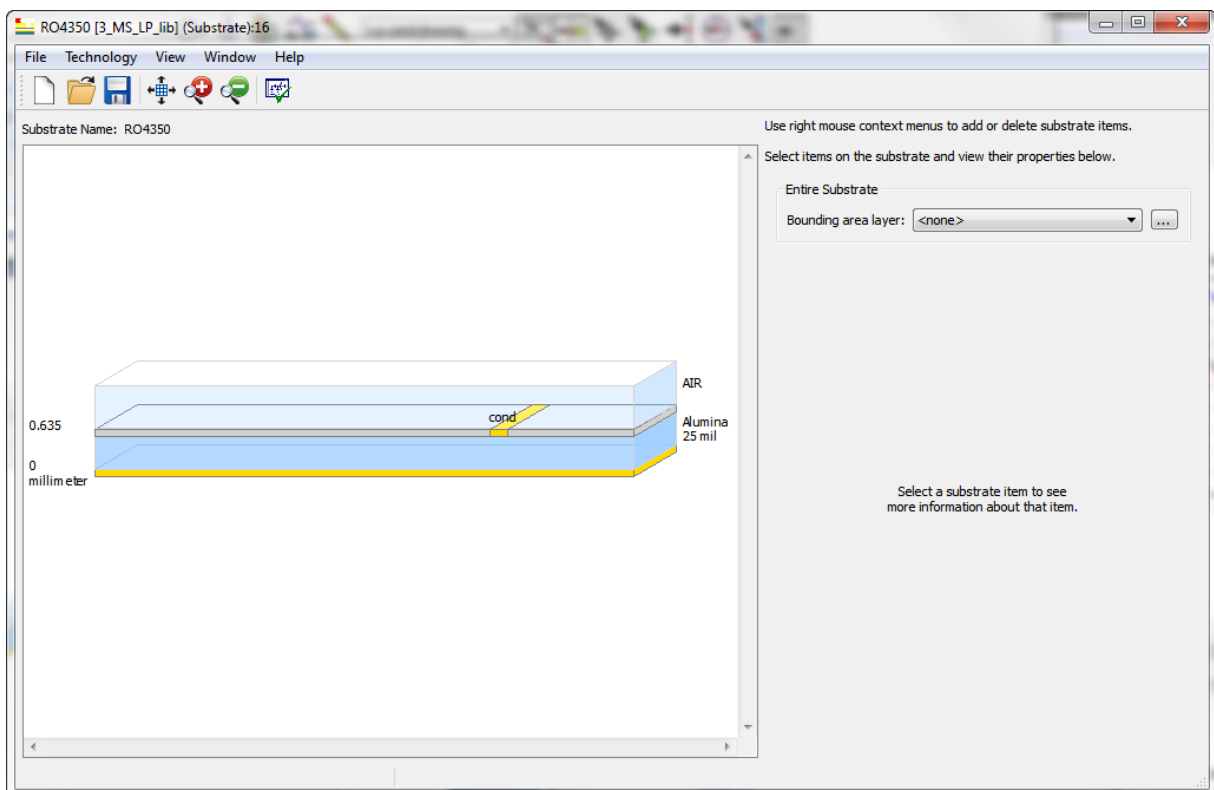 RO4350 [3_MS_LP_lib] (Substrate):16
File Technology View Window Help
Substrate Name: RO4350
Use right mouse context menus to add or delete substrate items.
Select items on the substrate and view their properties below.
Entire Substrate
Bounding area layer: <none> ...
AIR
cond
0.635
Alumina
25 mil
0
millimeter
Select a substrate item to see
more information about that item.